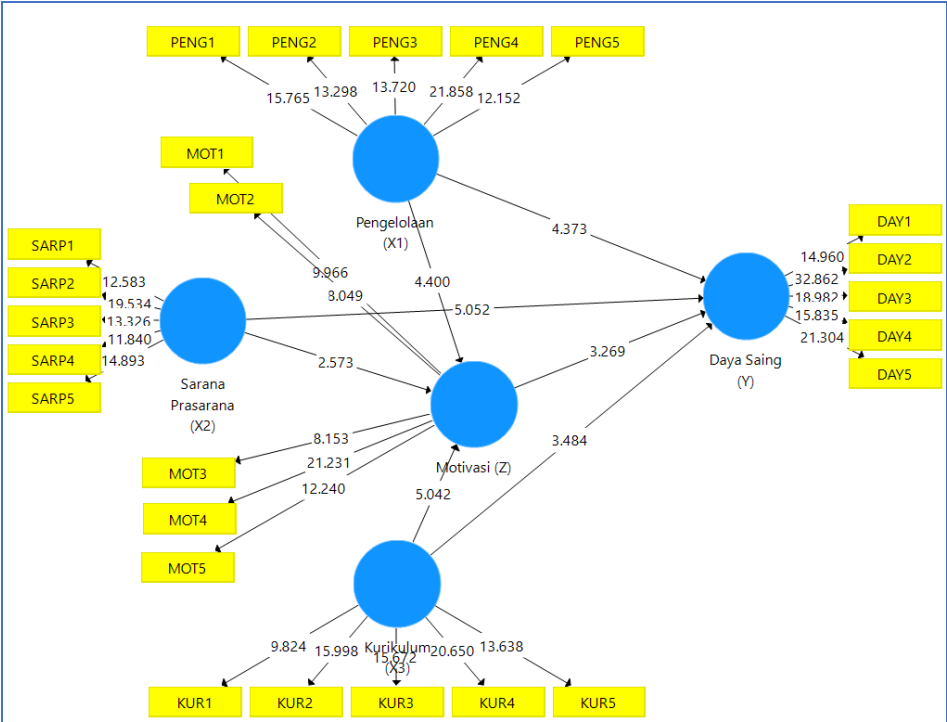 PENG1 PENG2 PENG3 PENG4 PENG5
15.765 13.298 13.720 21.858 12.152
MOT1
MOT2
Pengelolaan
(X1)
SARP1
SARP2
SARP3
SARP4
SARP5
12.583
19.534
13.326
11.840
14.893
Sarana
Prasarana
(X2)
9.966
8.049
4.400
4.373
5.052
2.573
3.269
3.484
14.960
32.862
18.982
15.835
21.304
DAY1
DAY2
DAY3
DAY4
DAY5
Daya Saing
(Y)
Motivasi (Z)
8.153
21.231
12.240
MOT3
MOT4
MOT5
5.042
9.824 15.998 15.672 20.650 13.638
Kurikulum
(X3)
KUR1 KUR2 KUR3 KUR4 KUR5